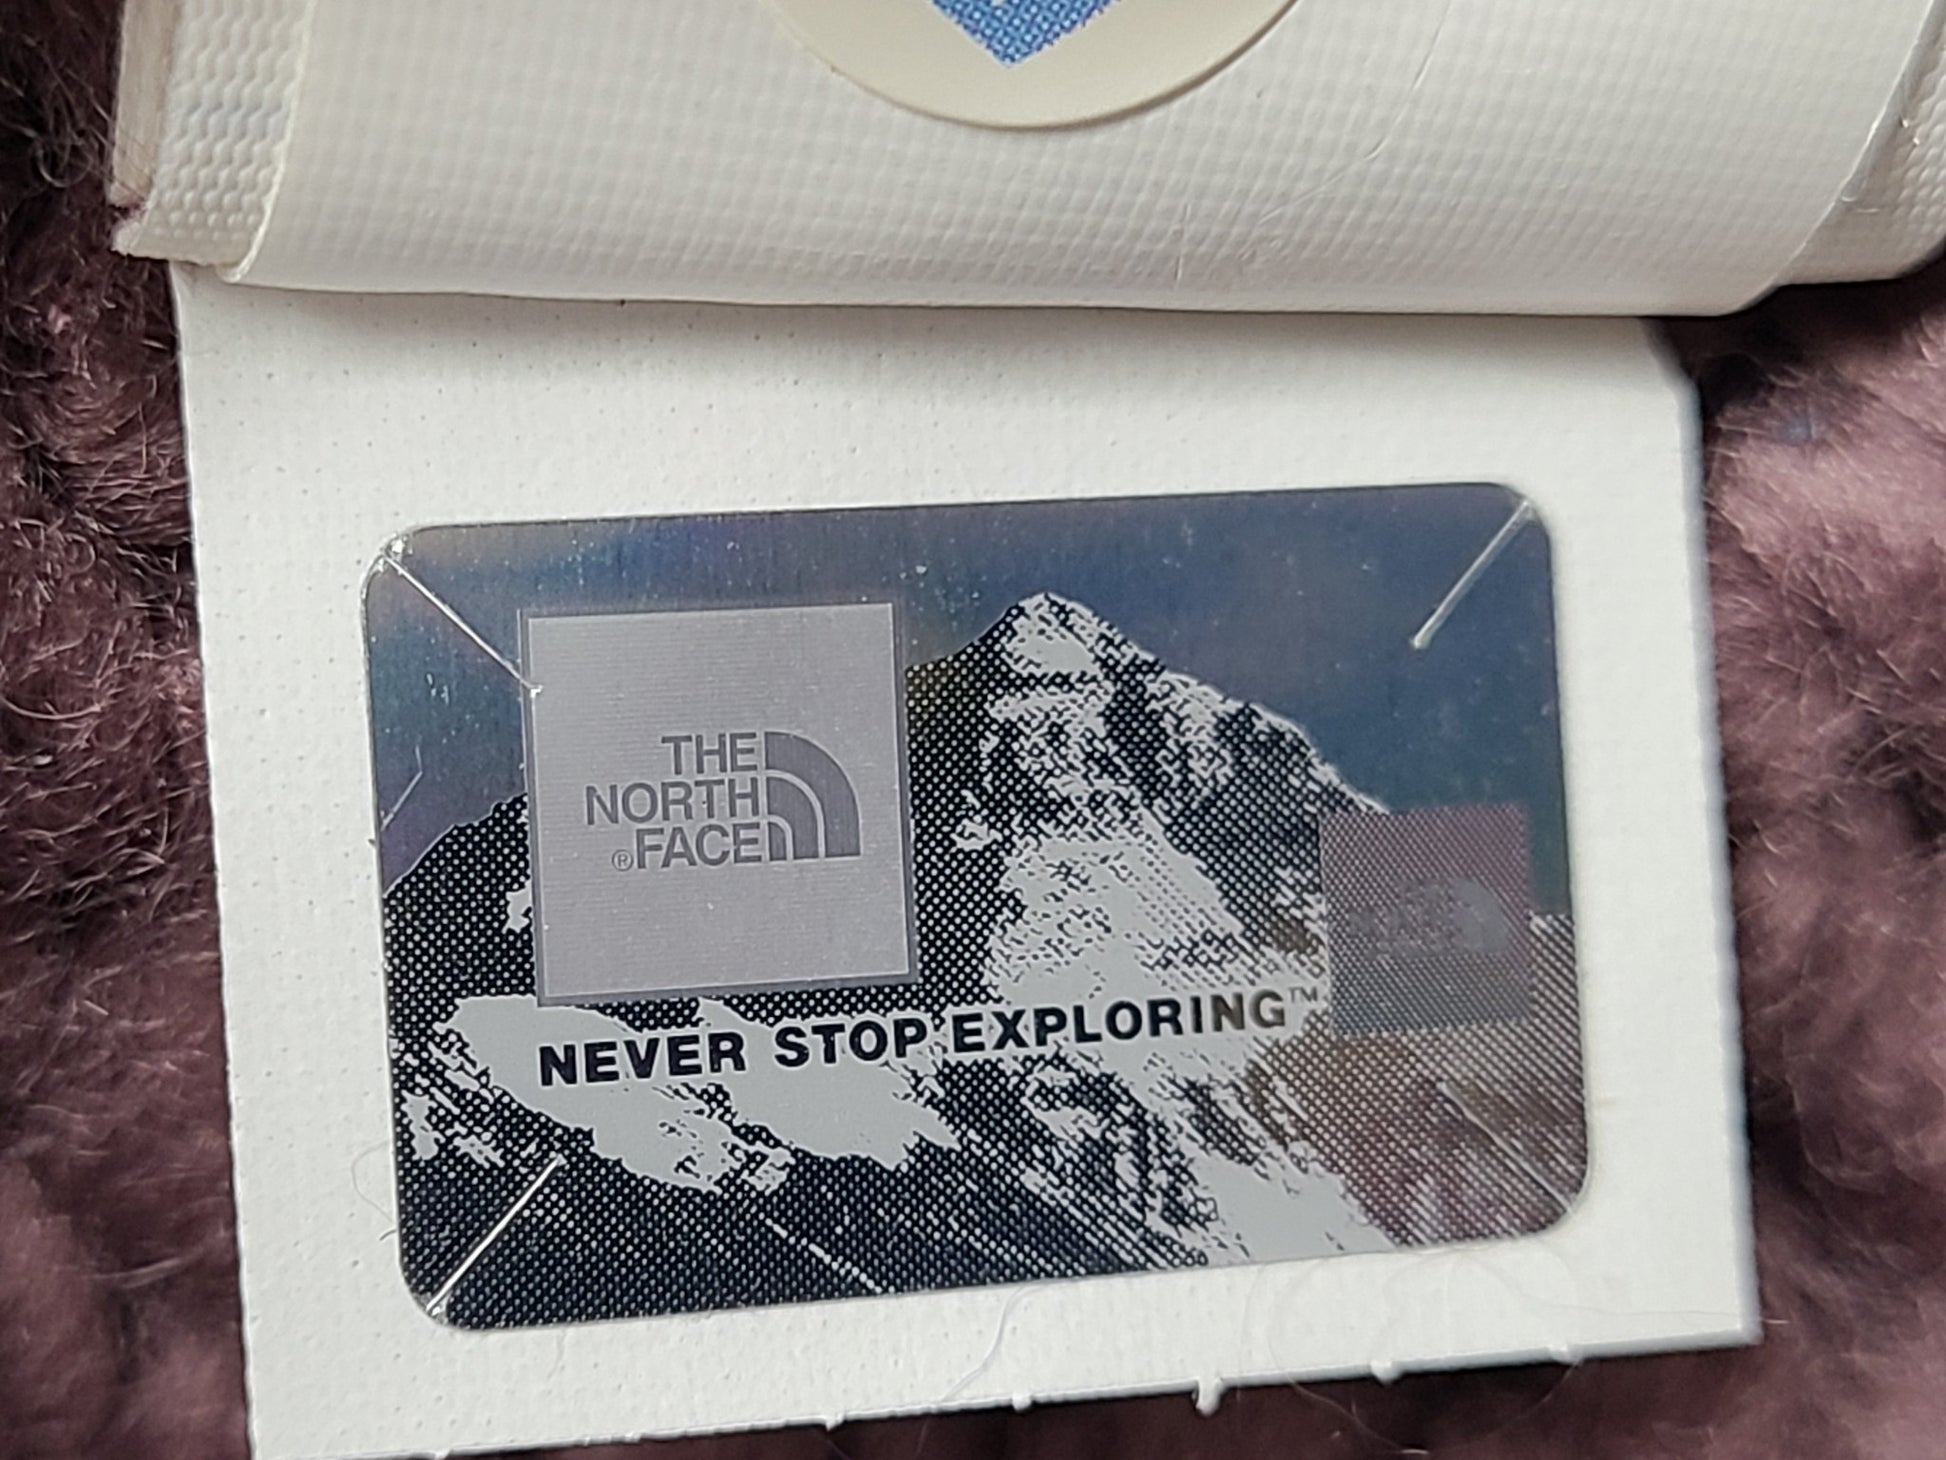 THE
NORTH
®FACE
NEVER STOP EXPLORING™